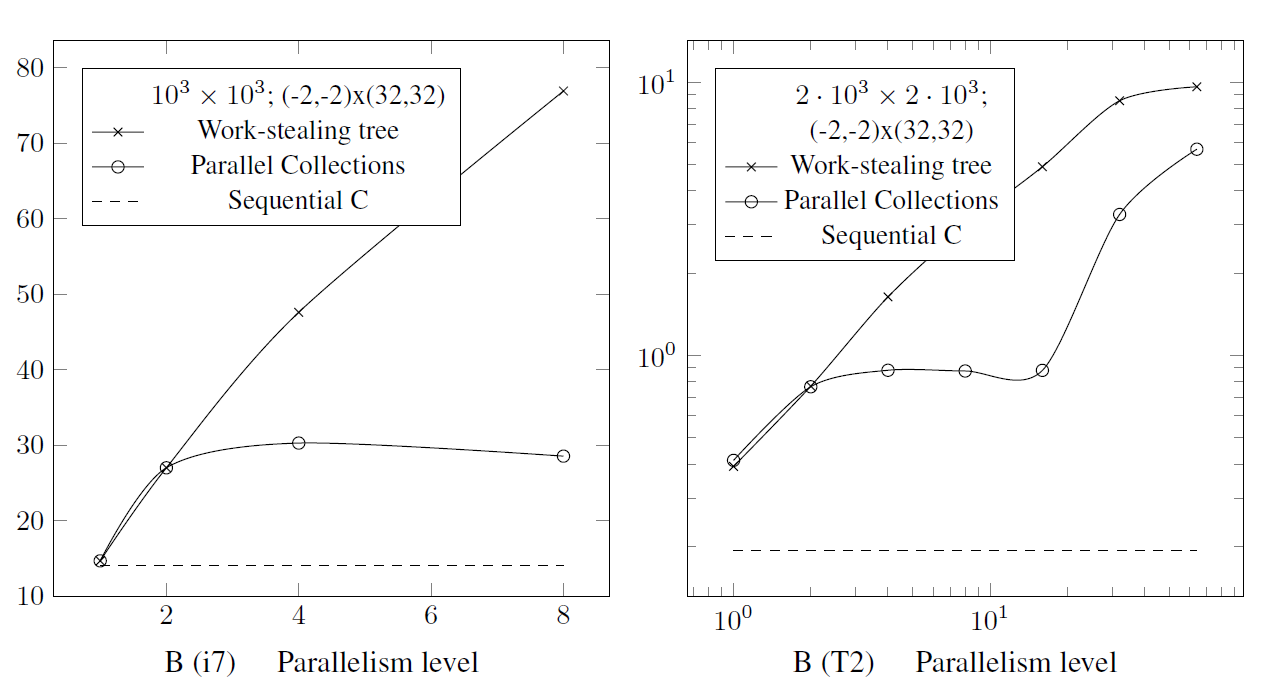 80
70
60
50
40
30
20
10
2 4 6 8
10³ × 10³; (-2,-2)x(32,32)
Work-stealing tree
Parallel Collections
Sequential C
B (i7) Parallelism level
10¹
10⁰
10⁰ 10¹
2 · 10³ × 2 · 10³;
(-2,-2)x(32,32)
Work-stealing tree
Parallel Collections
Sequential C
B (T2) Parallelism level